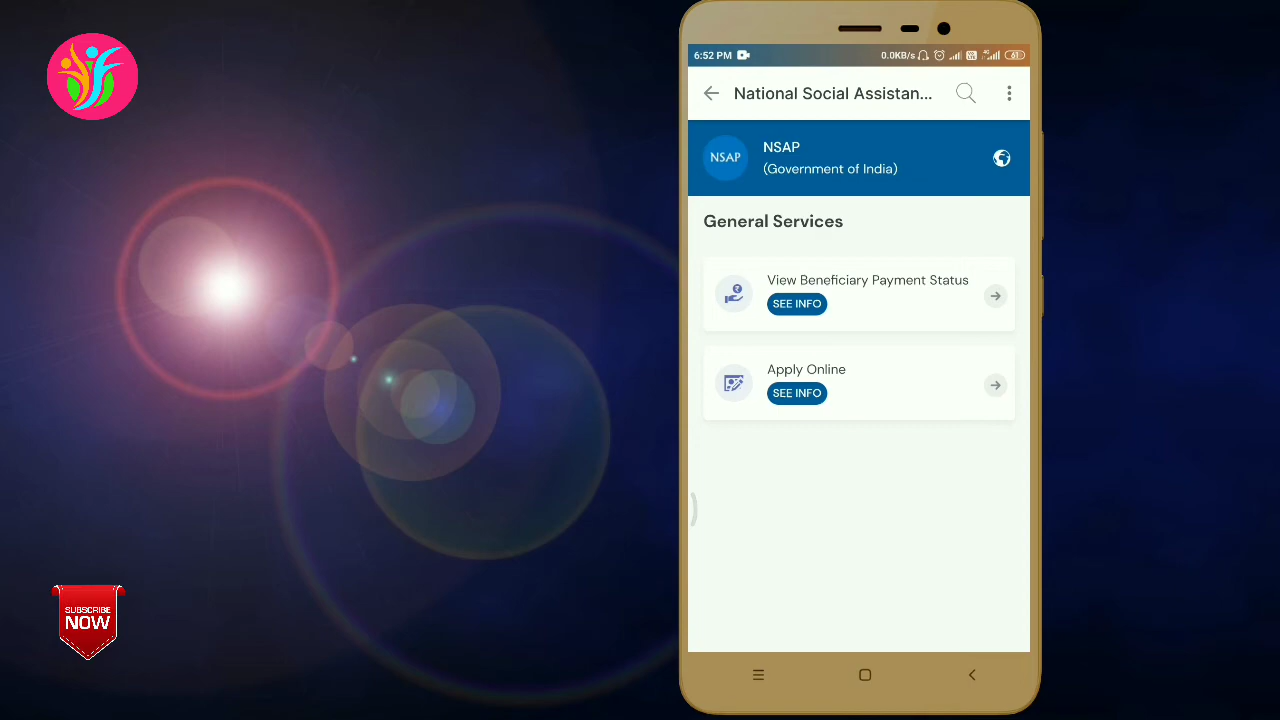 6:52 PM
0.0KB/s
61
National Social Assistan...
NSAP
NSAP
(Government of India)
General Services
View Beneficiary Payment Status
SEE INFO
Apply Online
SEE INFO
SUBSCRIBE
NOW